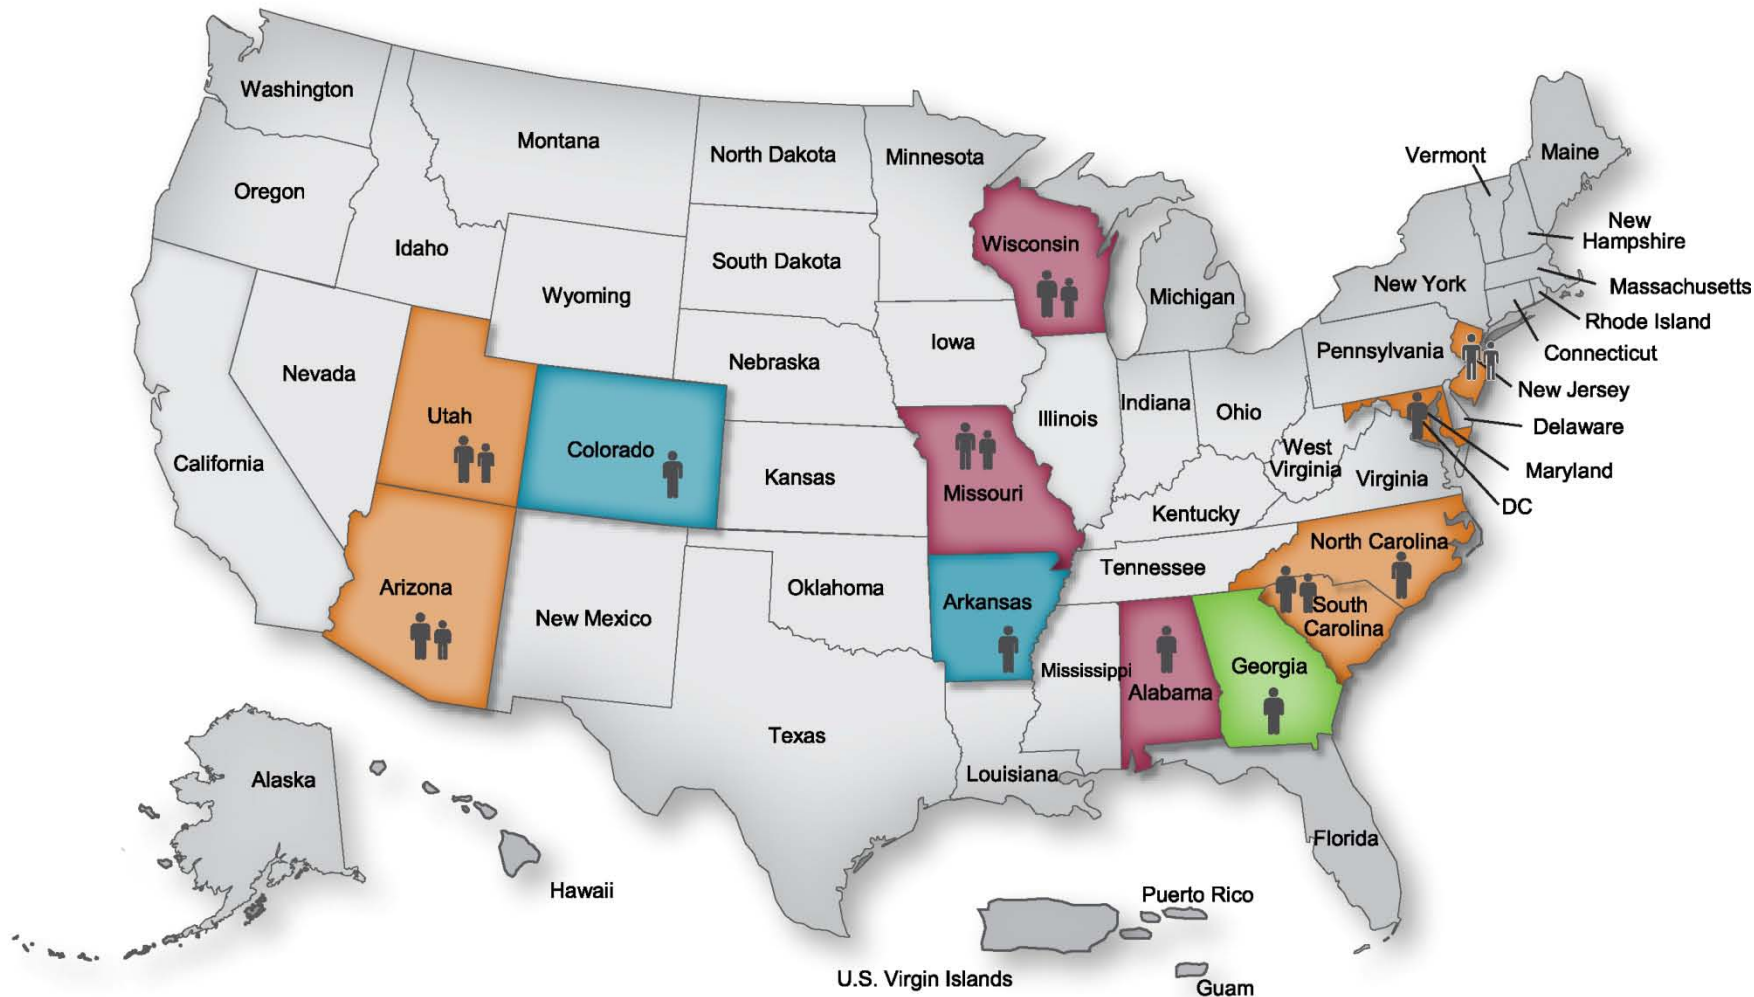 Washington
Montana
North Dakota
Minnesota
Vermont
Maine
Oregon
Idaho
Wisconsin
New
Hampshire
South Dakota
Wyoming
Michigan
New York
Massachusetts
Rhode Island
Iowa
Pennsylvania
Connecticut
Nebraska
Nevada
New Jersey
Utah
Illinois
Indiana
Ohio
Delaware
Colorado
California
Kansas
West
Virginia
Maryland
Virginia
Missouri
DC
Kentucky
North Carolina
Tennessee
Arizona
Oklahoma
Arkansas
South
Carolina
New Mexico
Mississippi
Georgia
Alabama
Texas
Louisiana
Alaska
Florida
Hawaii
Puerto Rico
U.S. Virgin Islands
Guam